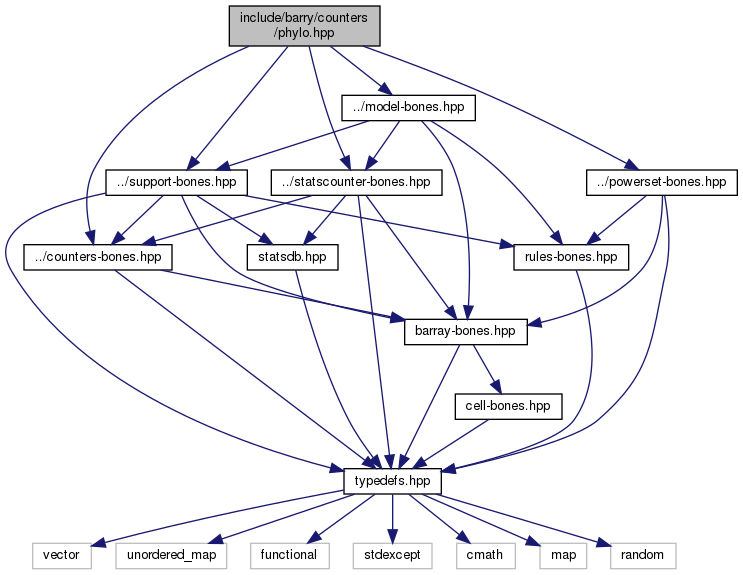 include/barry/counters
/phylo.hpp
../model-bones.hpp
../support-bones.hpp
../statscounter-bones.hpp
../powerset-bones.hpp
../counters-bones.hpp
statsdb.hpp
rules-bones.hpp
barray-bones.hpp
cell-bones.hpp
typedefs.hpp
vector
unordered_map
functional
stdexcept
cmath
map
random